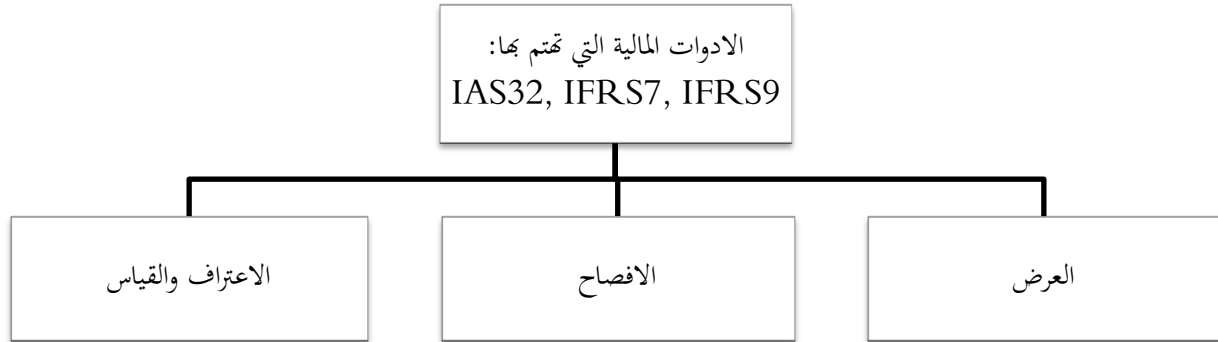 الادوات المالية التي تهتم بها:
IAS32, IFRS7, IFRS9
العرض
الافصاح
الاعتراف والقياس